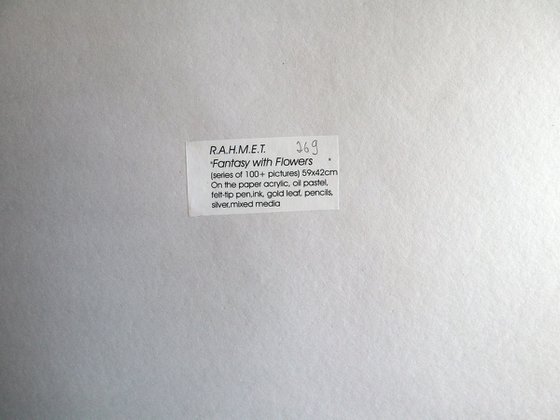 R.A.H.M.E.T. 269
"Fantasy with Flowers "
(series of 100+ pictures) 59x42cm
On the paper acrylic, oil pastel,
felt-tip pen,ink, gold leaf, pencils,
silver,mixed media